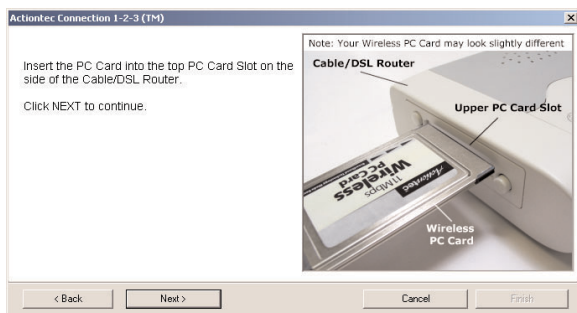 Actiontec Connection 1-2-3 (TM)
Insert the PC Card into the top PC Card Slot on the
side of the Cable/DSL Router.
Click NEXT to continue.
Note: Your Wireless PC Card may look slightly different
Cable/DSL Router
Upper PC Card Slot
Actiontec
11Mbps
Wireless
PC Card
Wireless
PC Card
< Back
Next >
Cancel
Finish